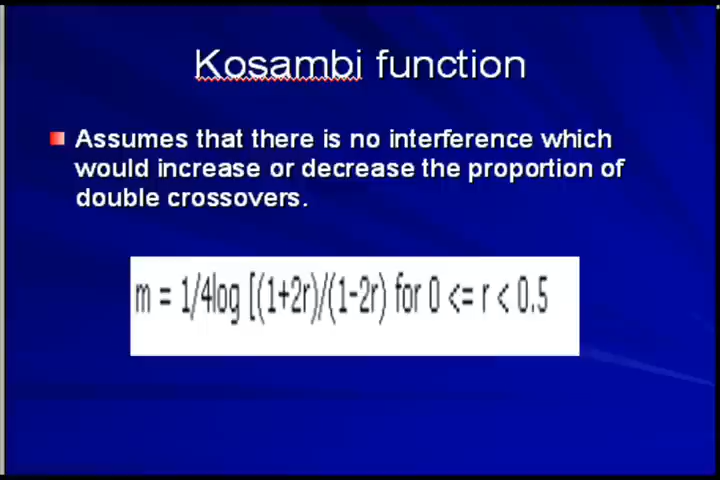 Kosambi function
Assumes that there is no interference which
would increase or decrease the proportion of
double crossovers.
m = 1/4log [(1+2r)/(1-2r) for 0 <= r < 0.5